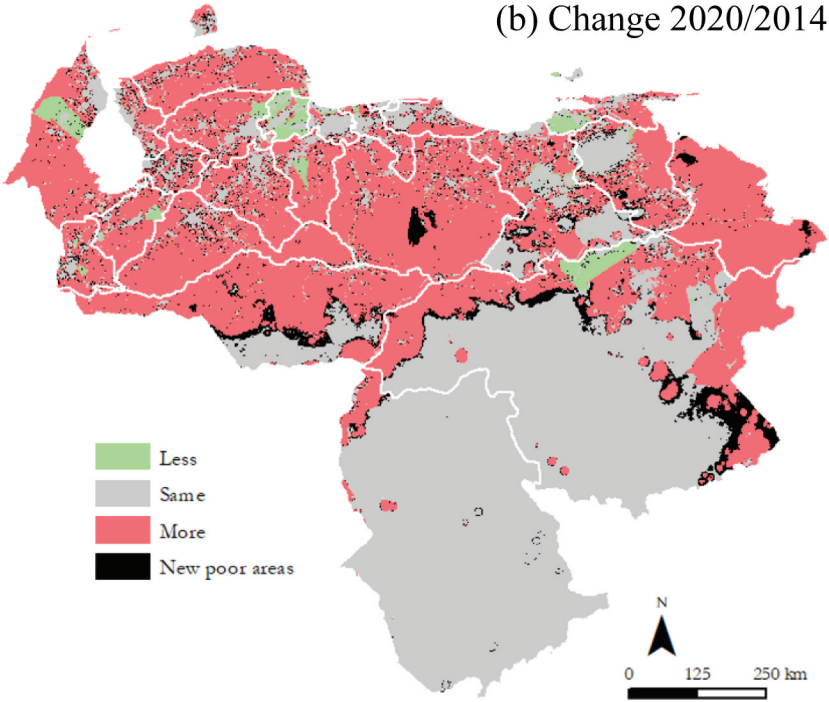 (b) Change 2020/2014
Less
Same
More
New poor areas
N
0 125 250 km